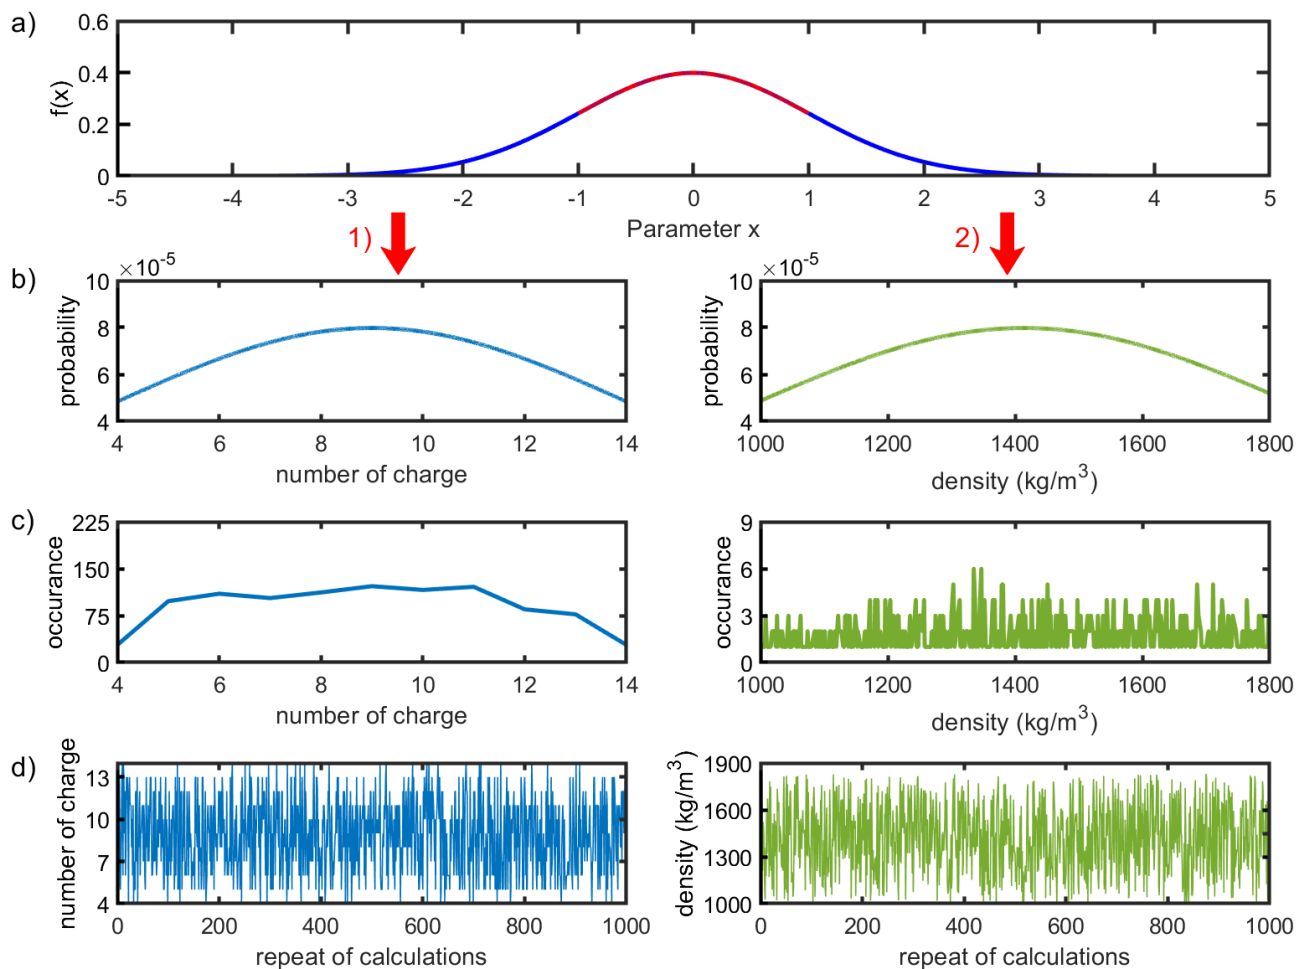 a)
0.6
0.4
0.2
0
f(x)
-5 -4 -3 -2 -1 0 1 2 3 4 5
Parameter x
1)
2)
b)
×10⁻⁵
10
8
6
4
probability
4 6 8 10 12 14
number of charge
×10⁻⁵
10
8
6
4
probability
1000 1200 1400 1600 1800
density (kg/m³)
c)
225
150
75
0
occurance
4 6 8 10 12 14
number of charge
9
6
3
0
occurance
1000 1200 1400 1600 1800
density (kg/m³)
d)
13
10
7
4
number of charge
0 200 400 600 800 1000
repeat of calculations
1900
1600
1300
1000
density (kg/m³)
0 200 400 600 800 1000
repeat of calculations